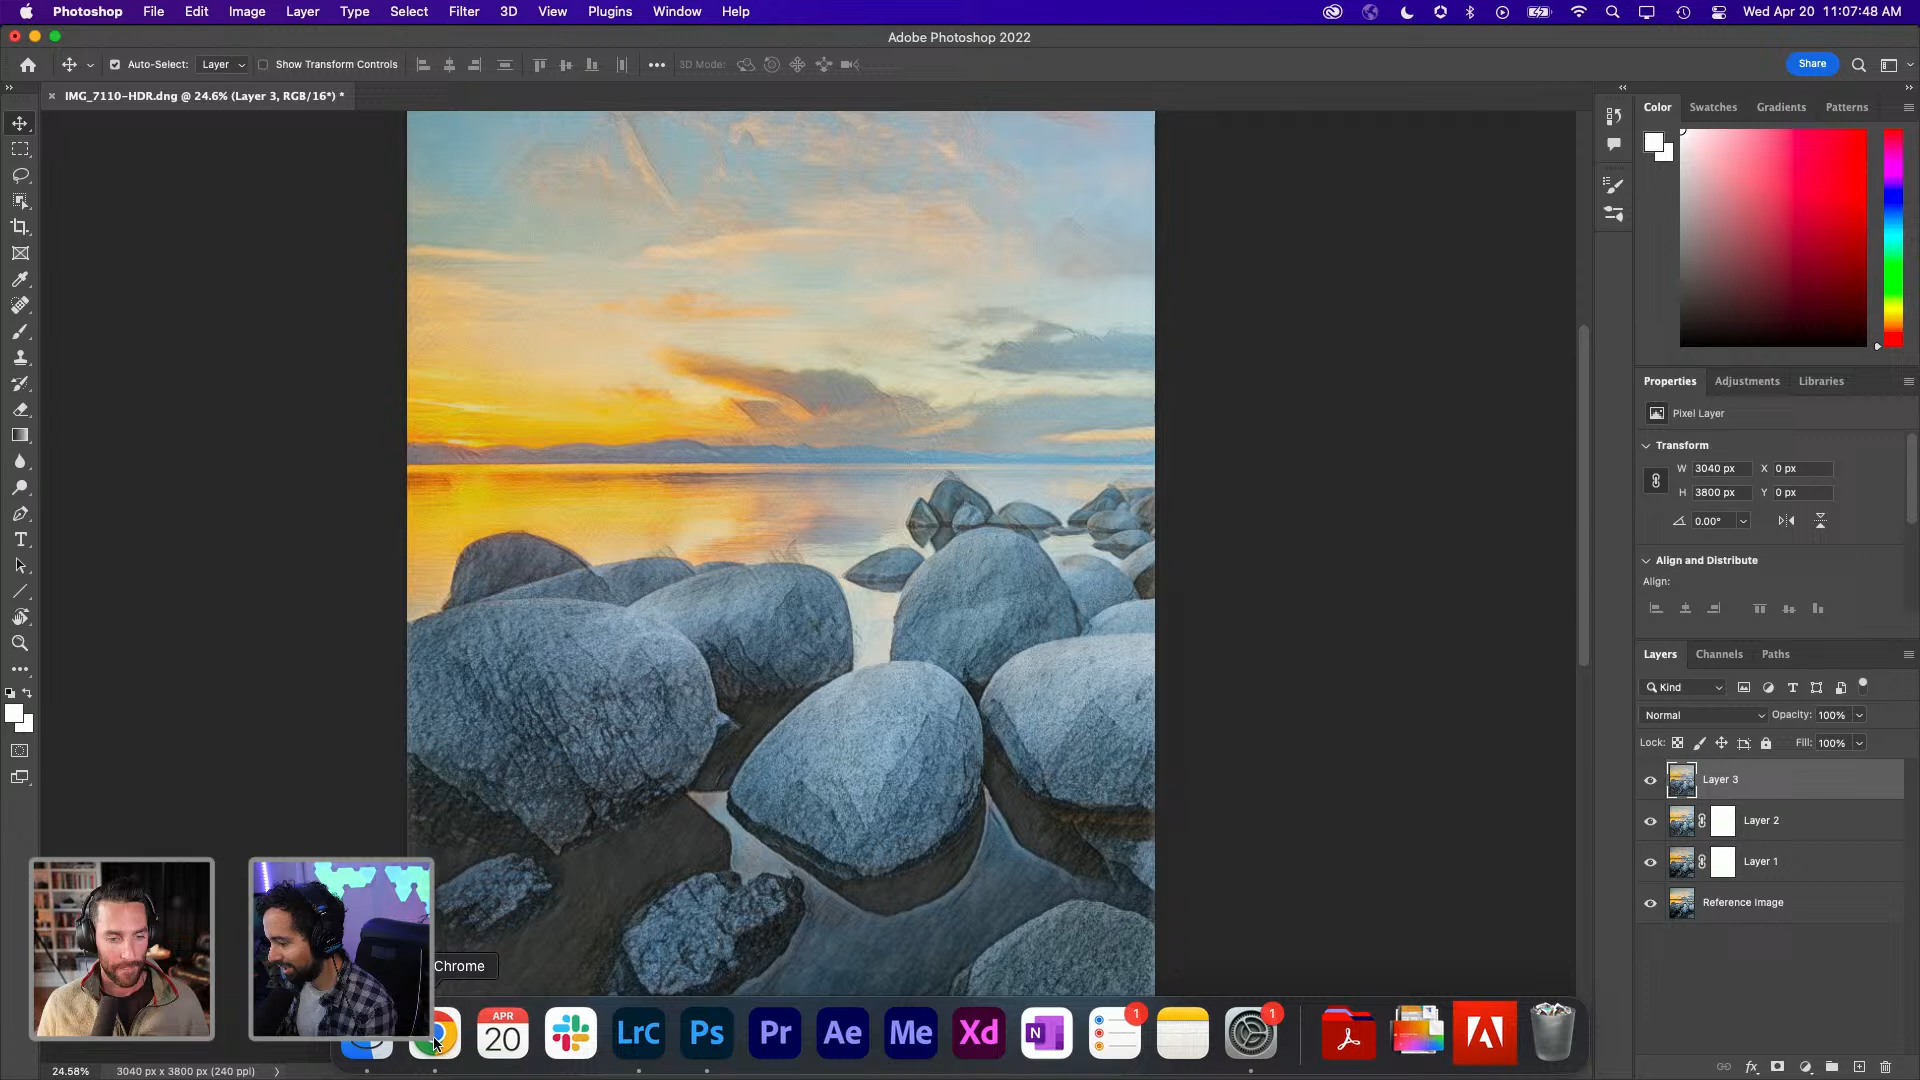 Photoshop File Edit Image Layer Type Select Filter 3D View Plugins Window Help Wed Apr 20 11:07:48 AM
Adobe Photoshop 2022
Auto-Select: Layer Show Transform Controls 3D Mode: Share
× IMG_7110-HDR.dng @ 24.6% (Layer 3, RGB/16*) *
Color Swatches Gradients Patterns
Properties Adjustments Libraries
Pixel Layer
Transform
W 3040 px X 0 px
H 3800 px Y 0 px
0.00°
Align and Distribute
Align:
Layers Channels Paths
Kind
Normal Opacity: 100%
Lock: Fill: 100%
Layer 3
Layer 2
Layer 1
Reference Image
Chrome
APR
20
LrC Ps Pr Ae Me Xd N 1 1
24.58% 3040 px x 3800 px (240 ppi)